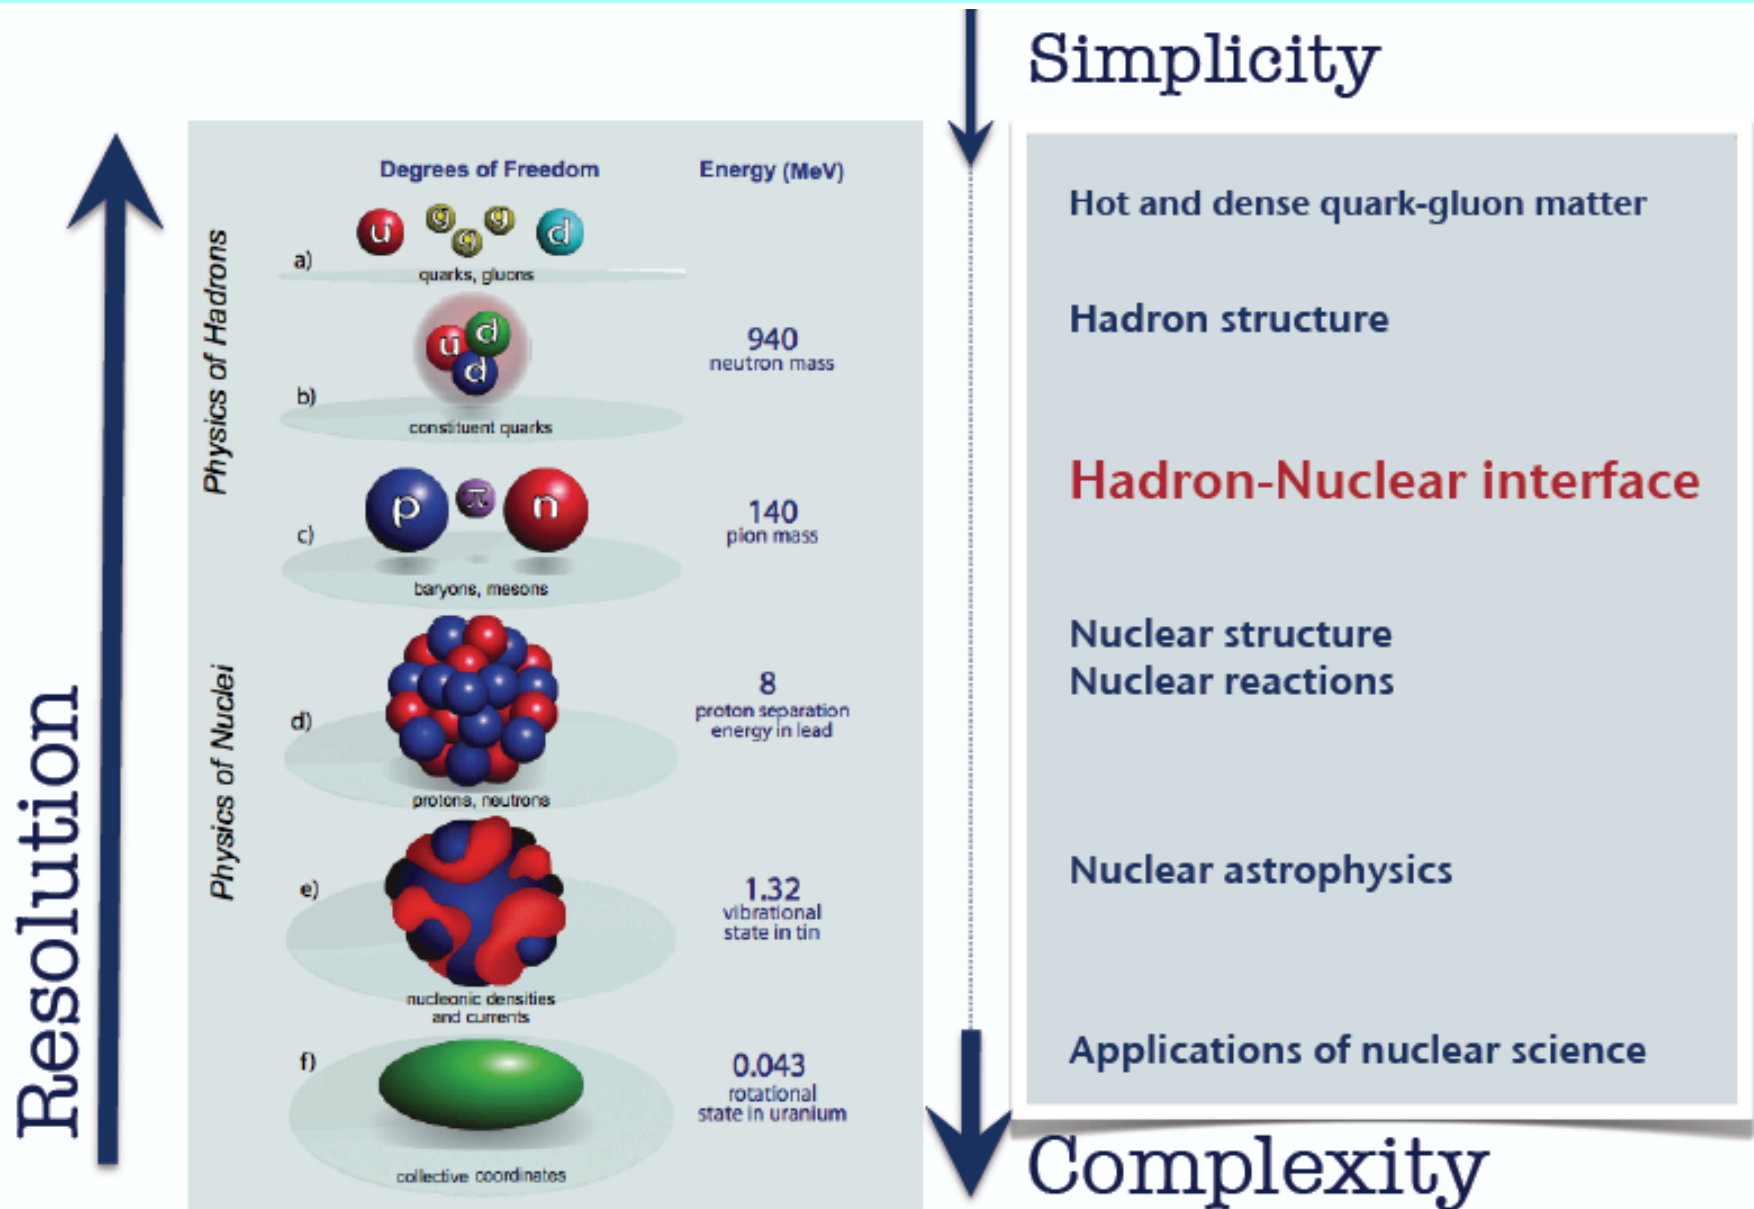 Simplicity
Resolution
Physics of Hadrons
Physics of Nuclei
Degrees of Freedom Energy (MeV)
u g g g d
a)
quarks, gluons
u d d
b)
constituent quarks
940
neutron mass
p π n
c)
baryons, mesons
140
pion mass
d)
protons, neutrons
8
proton separation
energy in lead
e)
nucleonic densities
and currents
1.32
vibrational
state in tin
f)
collective coordinates
0.043
rotational
state in uranium
Hot and dense quark-gluon matter
Hadron structure
Hadron-Nuclear interface
Nuclear structure
Nuclear reactions
Nuclear astrophysics
Applications of nuclear science
Complexity